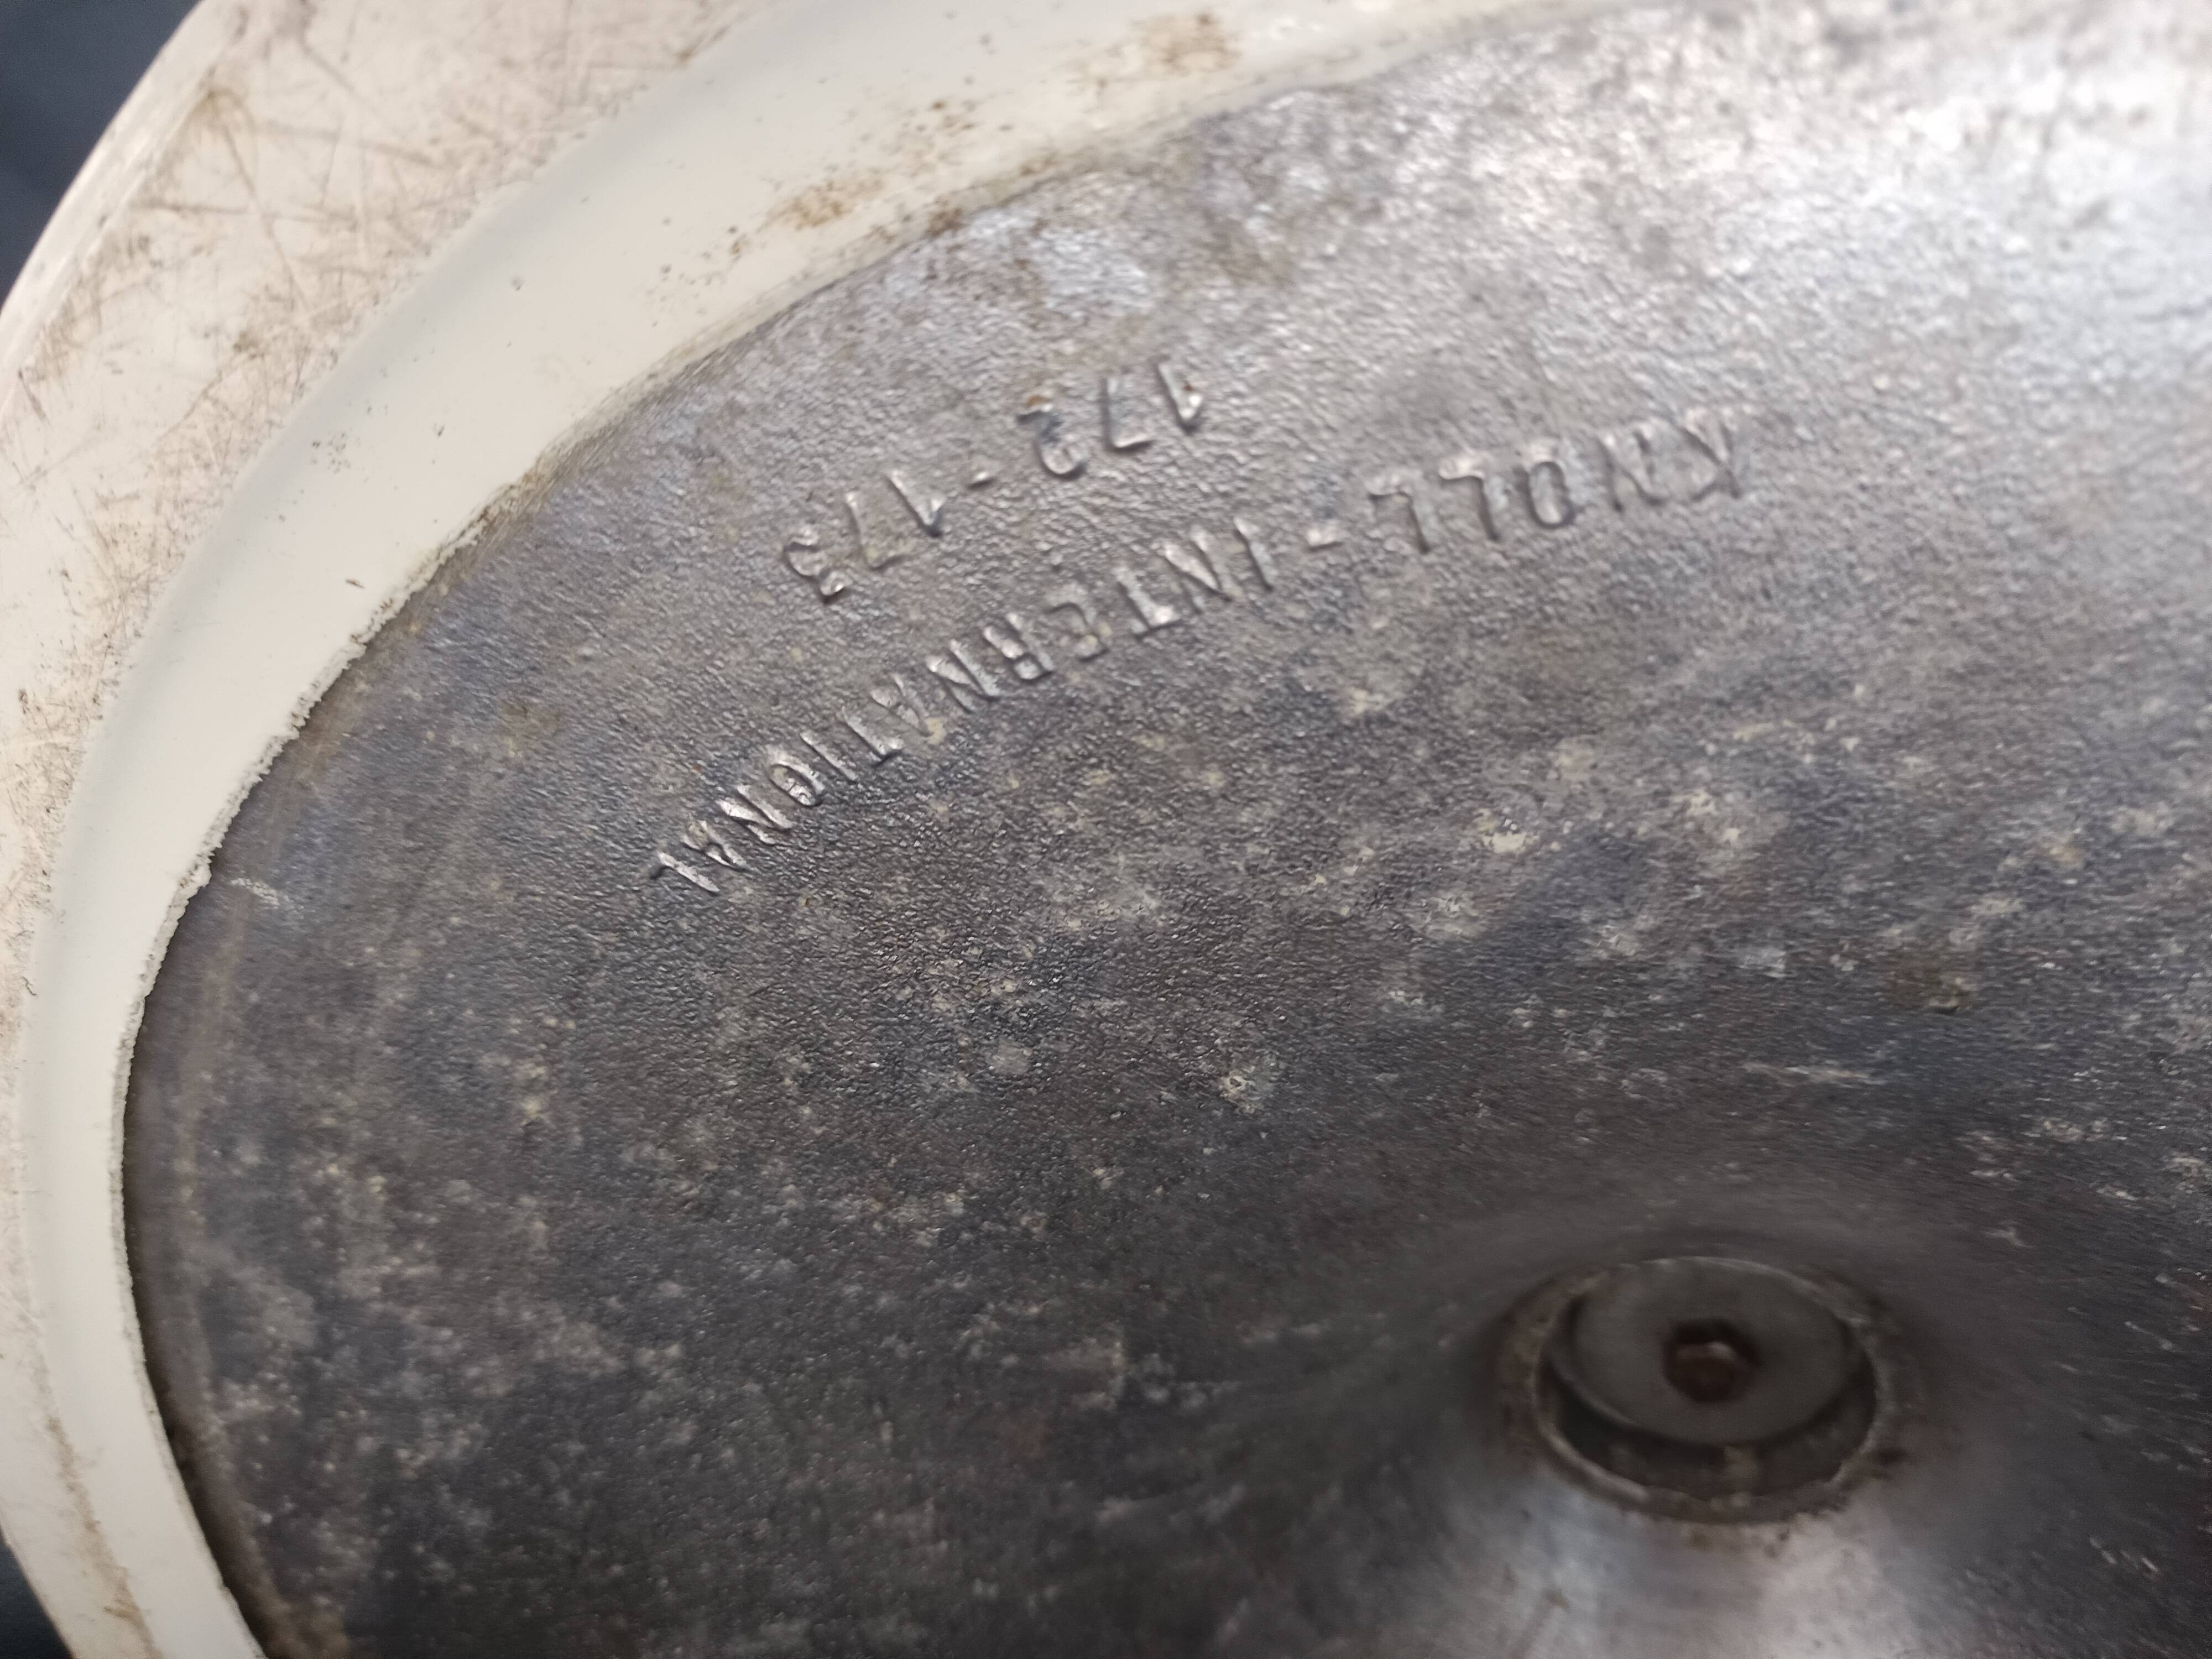 KNOLL - INTERNATIONAL
172 - 173